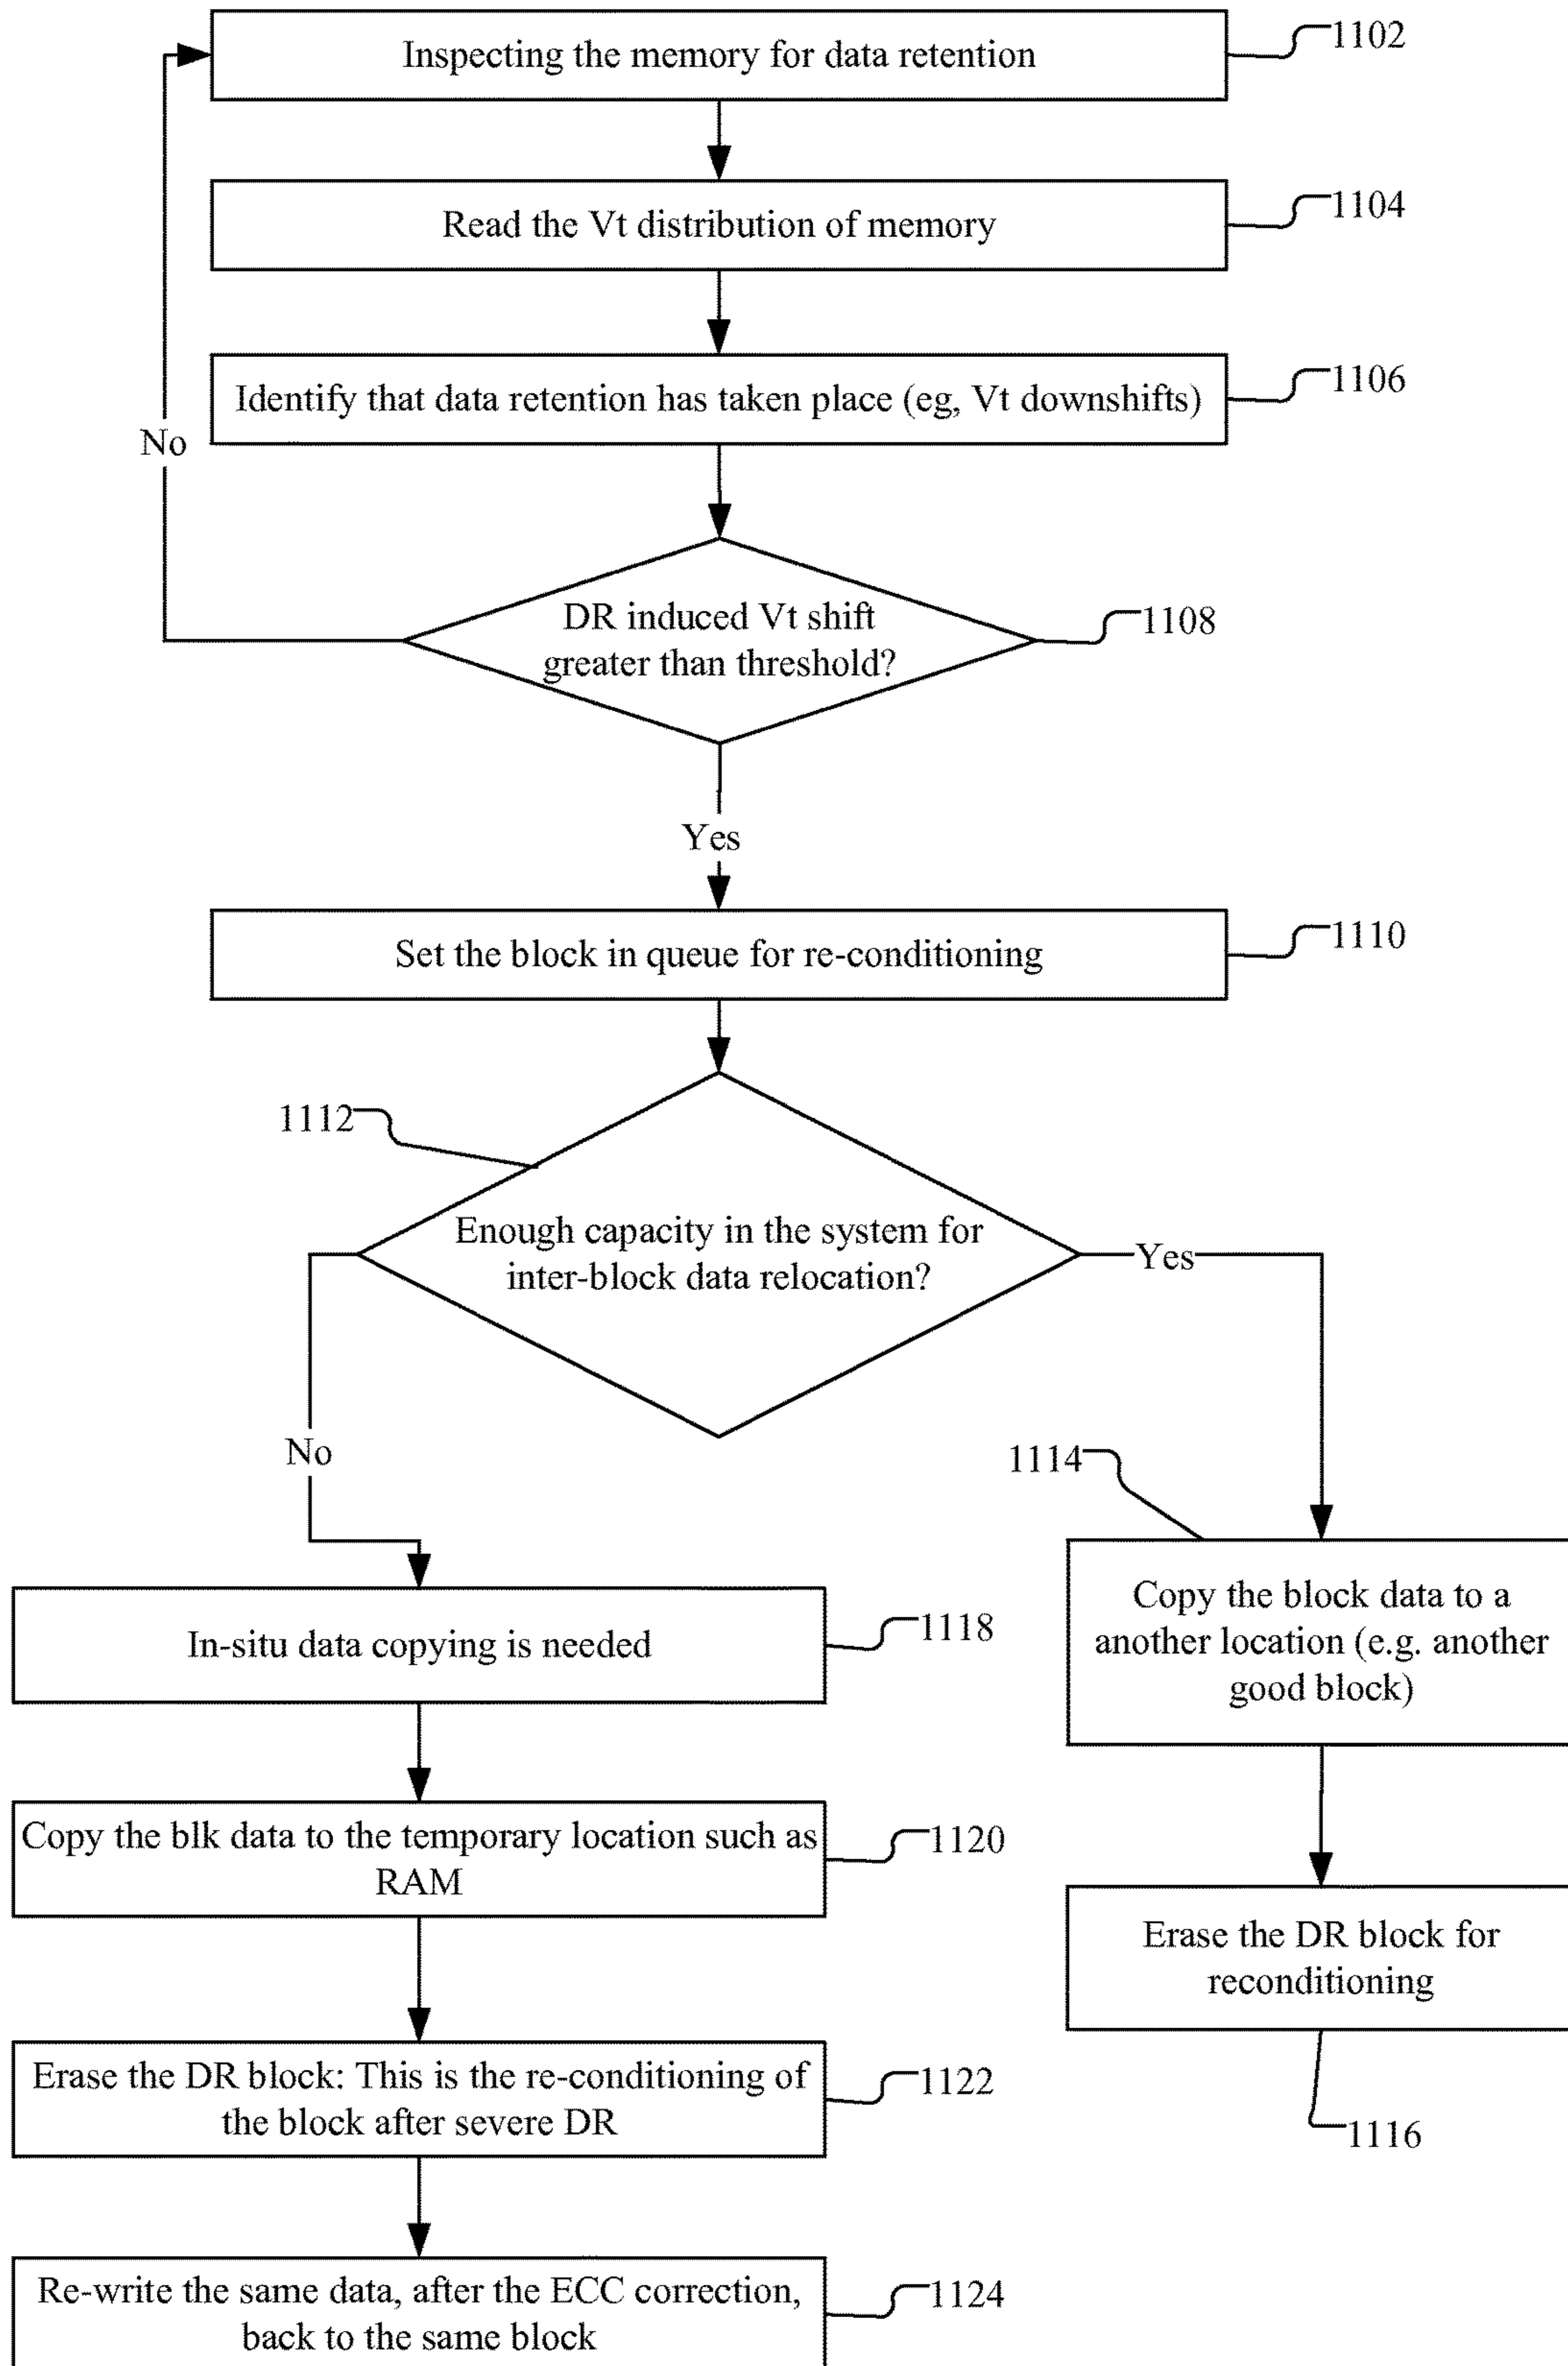 Inspecting the memory for data retention
1102
Read the Vt distribution of memory
1104
Identify that data retention has taken place (eg, Vt downshifts)
1106
No
DR induced Vt shift
greater than threshold?
1108
Yes
Set the block in queue for re-conditioning
1110
1112
Enough capacity in the system for
inter-block data relocation?
Yes
No
1114
Copy the block data to a
another location (e.g. another
good block)
In-situ data copying is needed
1118
Copy the blk data to the temporary location such as
RAM
1120
Erase the DR block for
reconditioning
1116
Erase the DR block: This is the re-conditioning of
the block after severe DR
1122
Re-write the same data, after the ECC correction,
back to the same block
1124